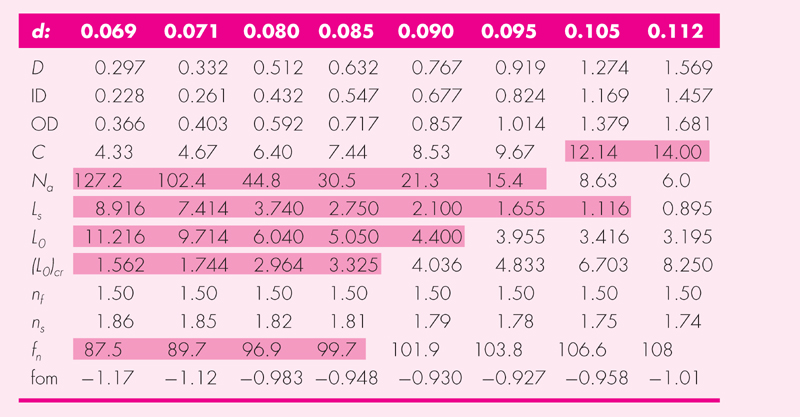 d: 0.069 0.071 0.080 0.085 0.090 0.095 0.105 0.112
D 0.297 0.332 0.512 0.632 0.767 0.919 1.274 1.569
ID 0.228 0.261 0.432 0.547 0.677 0.824 1.169 1.457
OD 0.366 0.403 0.592 0.717 0.857 1.014 1.379 1.681
C 4.33 4.67 6.40 7.44 8.53 9.67 12.14 14.00
Na 127.2 102.4 44.8 30.5 21.3 15.4 8.63 6.0
Ls 8.916 7.414 3.740 2.750 2.100 1.655 1.116 0.895
L0 11.216 9.714 6.040 5.050 4.400 3.955 3.416 3.195
(L0)cr 1.562 1.744 2.964 3.325 4.036 4.833 6.703 8.250
nf 1.50 1.50 1.50 1.50 1.50 1.50 1.50 1.50
ns 1.86 1.85 1.82 1.81 1.79 1.78 1.75 1.74
fn 87.5 89.7 96.9 99.7 101.9 103.8 106.6 108
fom −1.17 −1.12 −0.983 −0.948 −0.930 −0.927 −0.958 −1.01